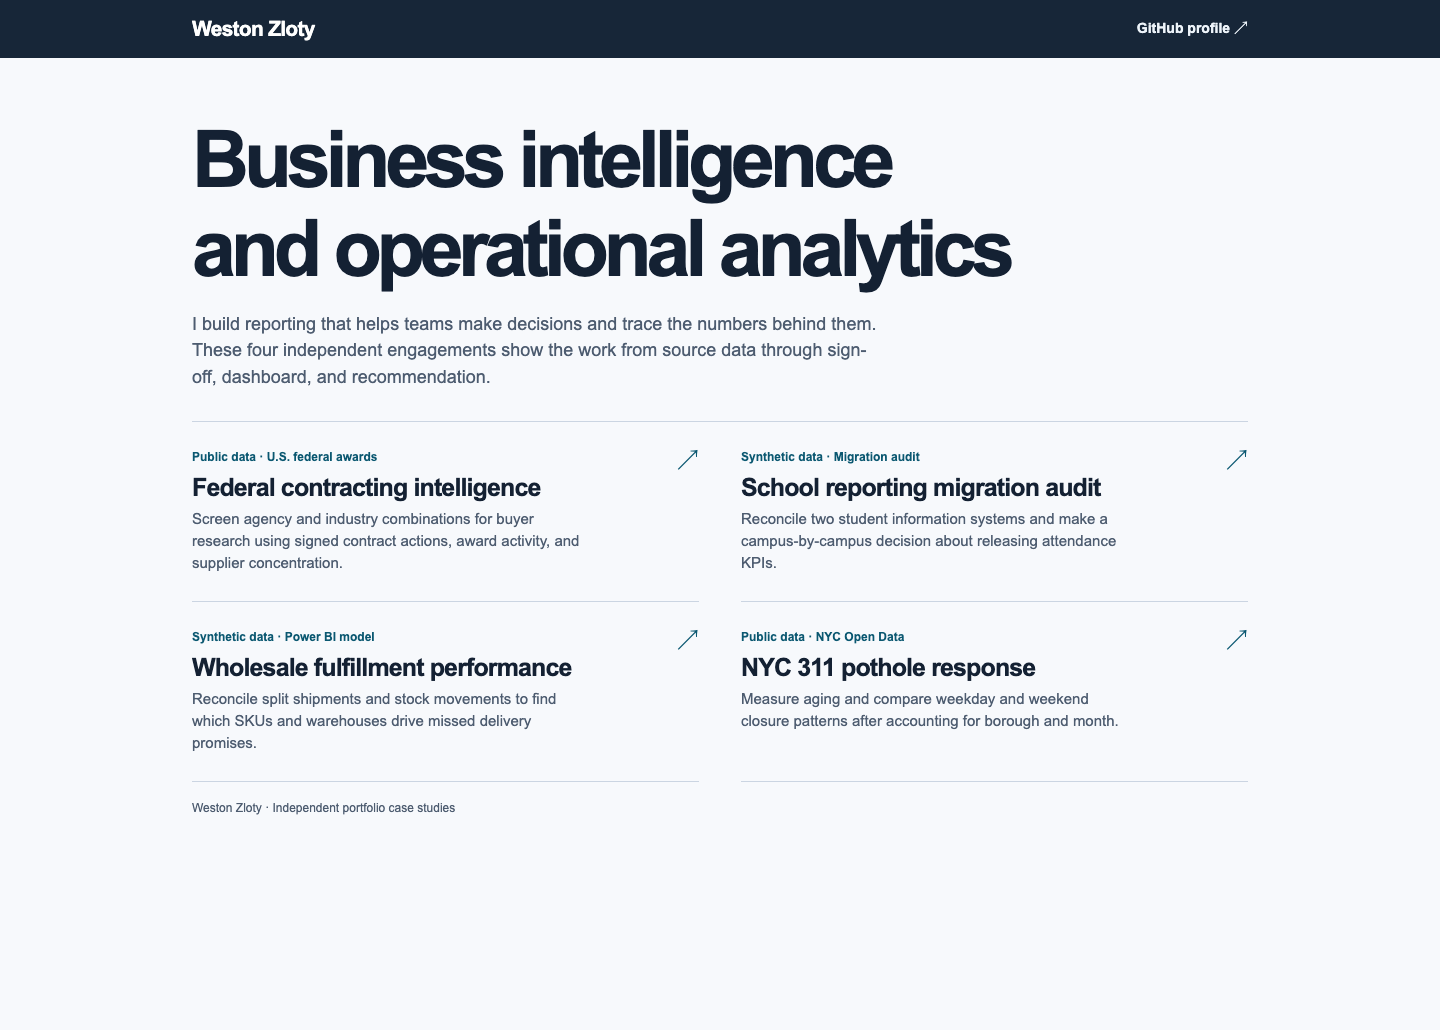 Weston Zloty
GitHub profile ↗
Business intelligence
and operational analytics
I build reporting that helps teams make decisions and trace the numbers behind them.
These four independent engagements show the work from source data through sign-
off, dashboard, and recommendation.
Public data · U.S. federal awards
Federal contracting intelligence
Screen agency and industry combinations for buyer
research using signed contract actions, award activity, and
supplier concentration.
Synthetic data · Migration audit
School reporting migration audit
Reconcile two student information systems and make a
campus-by-campus decision about releasing attendance
KPIs.
Synthetic data · Power BI model
Wholesale fulfillment performance
Reconcile split shipments and stock movements to find
which SKUs and warehouses drive missed delivery
promises.
Public data · NYC Open Data
NYC 311 pothole response
Measure aging and compare weekday and weekend
closure patterns after accounting for borough and month.
Weston Zloty · Independent portfolio case studies